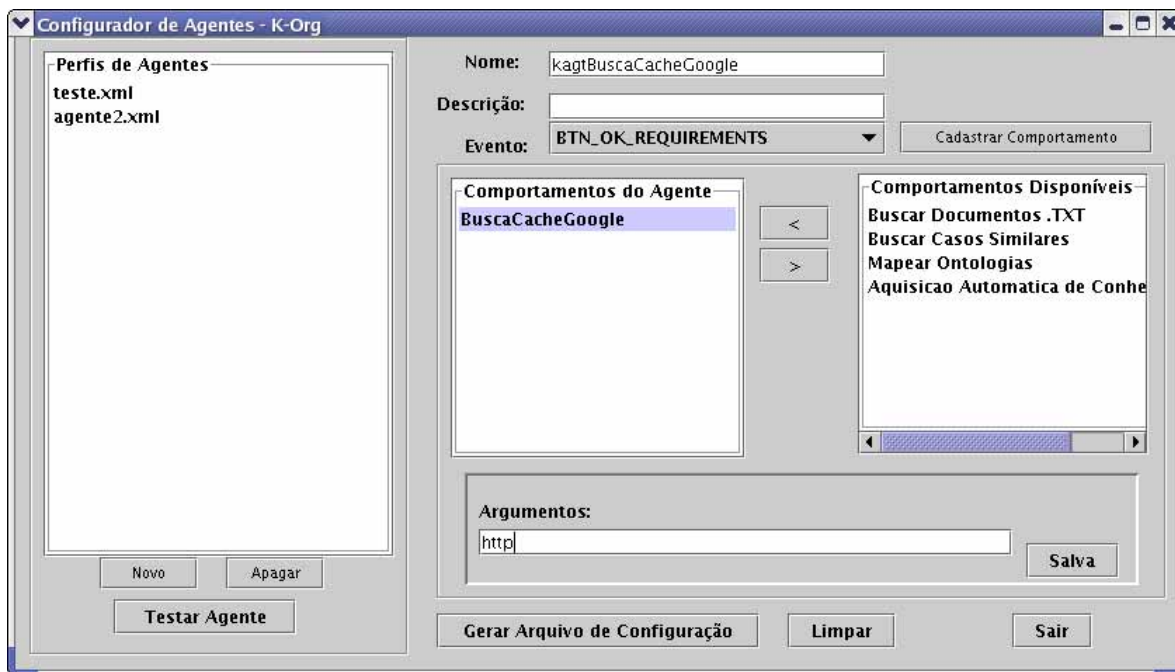 Configurador de Agentes - K-Org
Perfis de Agentes
teste.xml
agente2.xml
Novo
Apagar
Testar Agente
Nome:
kagtBuscaCacheGoogle
Descrição:
Evento:
BTN_OK_REQUIREMENTS
Cadastrar Comportamento
Comportamentos do Agente
BuscaCacheGoogle
<
>
Comportamentos Disponíveis
Buscar Documentos .TXT
Buscar Casos Similares
Mapear Ontologias
Aquisicao Automatica de Conhe
Argumentos:
http
Salva
Gerar Arquivo de Configuração
Limpar
Sair